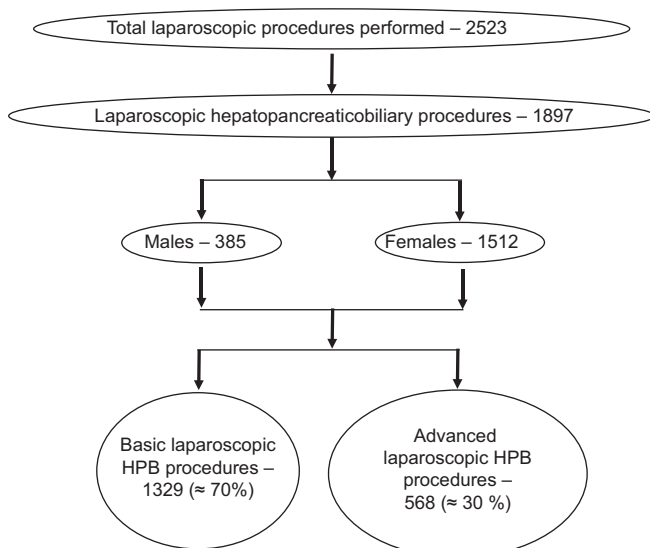 Total laparoscopic procedures performed – 2523
Laparoscopic hepatopancreaticobiliary procedures – 1897
Males – 385
Females – 1512
Basic laparoscopic
HPB procedures –
1329 (≈ 70%)
Advanced
laparoscopic HPB
procedures –
568 (≈ 30 %)